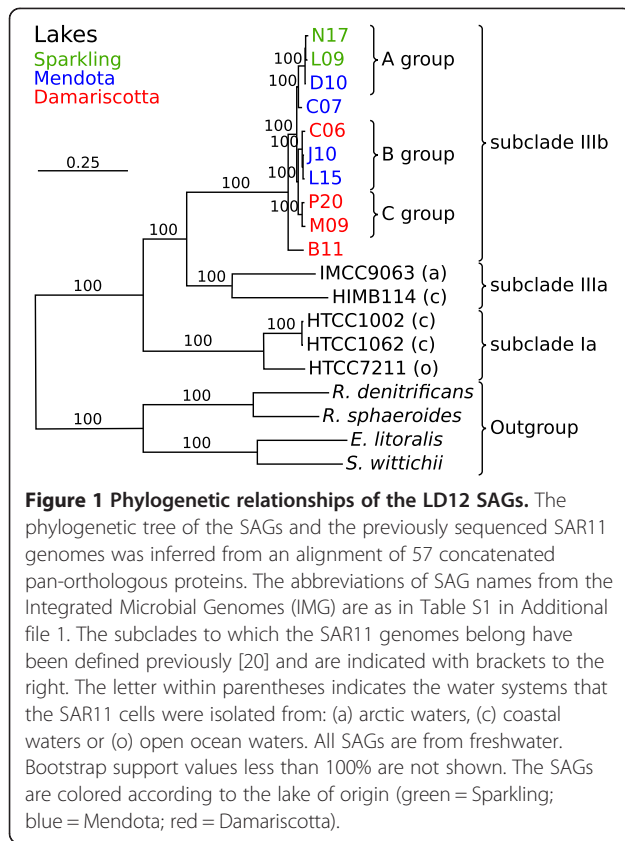 Lakes
Sparkling
Mendota
Damariscotta
0.25
N17
L09
D10
C07
C06
J10
L15
P20
M09
B11
A group
B group
C group
subclade IIIb
100
100
100
100
100
100
100
100
100
100
IMCC9063 (a)
HIMB114 (c)
subclade IIIa
100
100
HTCC1002 (c)
HTCC1062 (c)
HTCC7211 (o)
subclade Ia
100
100
100
R. denitrificans
R. sphaeroides
E. litoralis
S. wittichii
Outgroup
Figure 1 Phylogenetic relationships of the LD12 SAGs. The
phylogenetic tree of the SAGs and the previously sequenced SAR11
genomes was inferred from an alignment of 57 concatenated
pan-orthologous proteins. The abbreviations of SAG names from the
Integrated Microbial Genomes (IMG) are as in Table S1 in Additional
file 1. The subclades to which the SAR11 genomes belong have
been defined previously [20] and are indicated with brackets to the
right. The letter within parentheses indicates the water systems that
the SAR11 cells were isolated from: (a) arctic waters, (c) coastal
waters or (o) open ocean waters. All SAGs are from freshwater.
Bootstrap support values less than 100% are not shown. The SAGs
are colored according to the lake of origin (green = Sparkling;
blue = Mendota; red = Damariscotta).